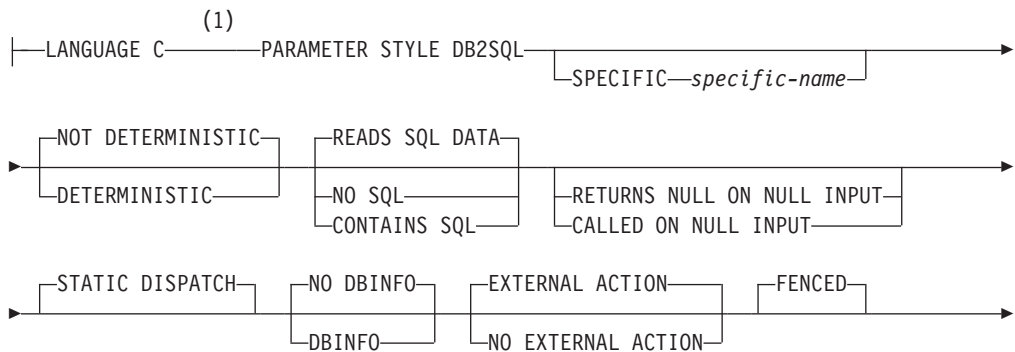 (1)
LANGUAGE C PARAMETER STYLE DB2SQL
SPECIFIC specific-name
NOT DETERMINISTIC READS SQL DATA
DETERMINISTIC NO SQL RETURNS NULL ON NULL INPUT
CONTAINS SQL CALLED ON NULL INPUT
STATIC DISPATCH NO DBINFO EXTERNAL ACTION FENCED
DBINFO NO EXTERNAL ACTION